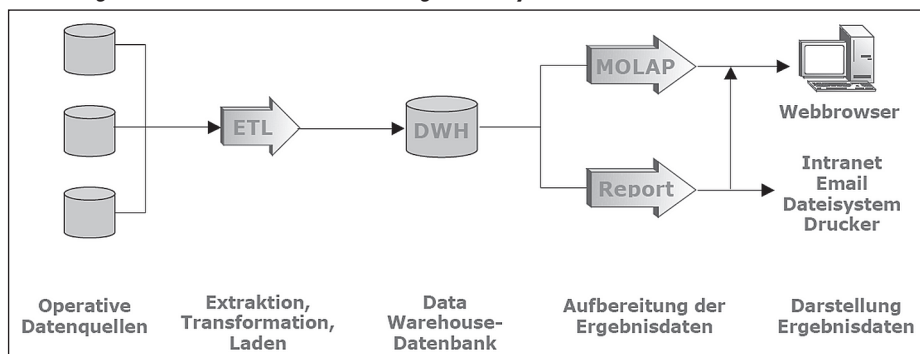 MOLAP
ETL
DWH
Webbrowser
Report
Intranet
Email
Dateisystem
Drucker
Operative
Datenquellen
Extraktion,
Transformation,
Laden
Data
Warehouse-
Datenbank
Aufbereitung der
Ergebnisdaten
Darstellung
Ergebnisdaten